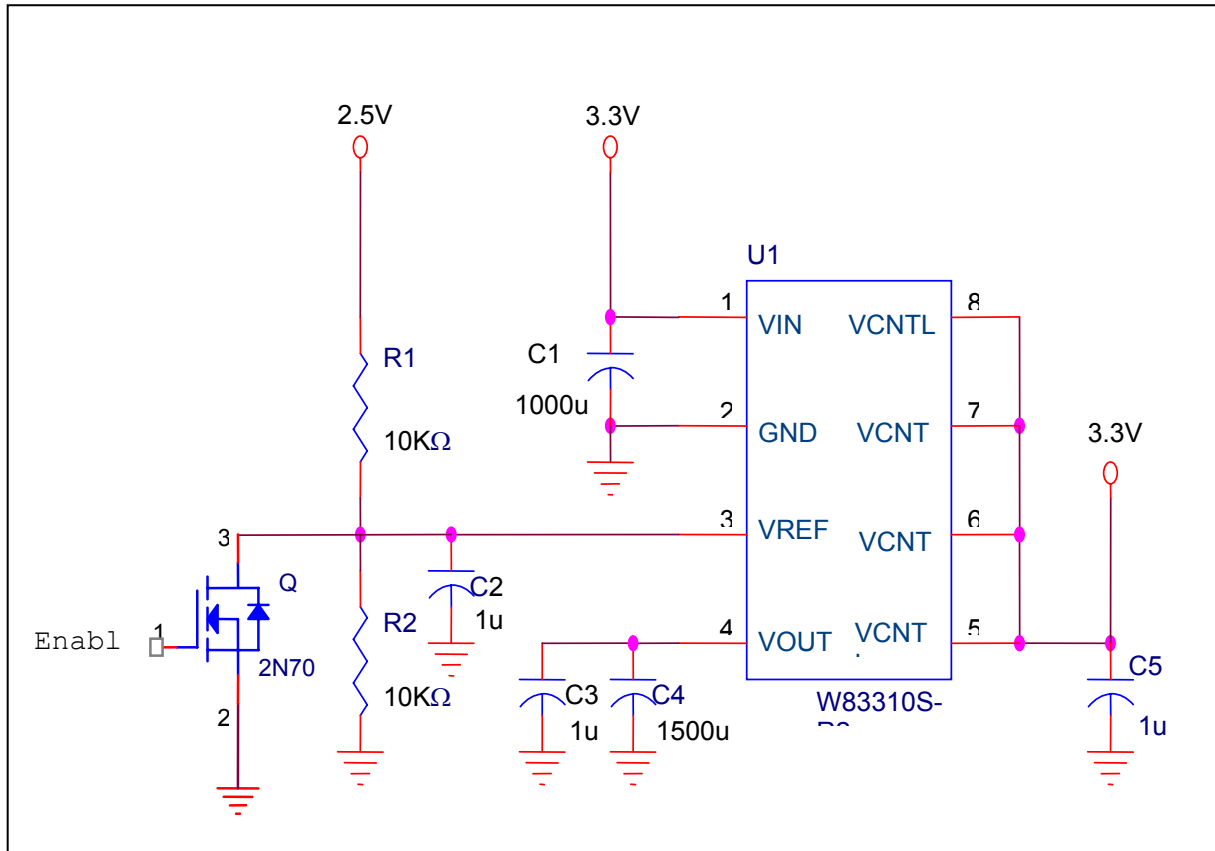 2.5V
3.3V
U1
1
VIN
VCNTL
8
R1
C1
1000u
10KΩ
2
GND
VCNT
7
3.3V
3
VREF
VCNT
6
3
Q
C2
1u
R2
Enabl
1
2N70
4
VOUT
VCNT
5
C3
C4
C5
2
10KΩ
1u
1500u
W83310S-
1u